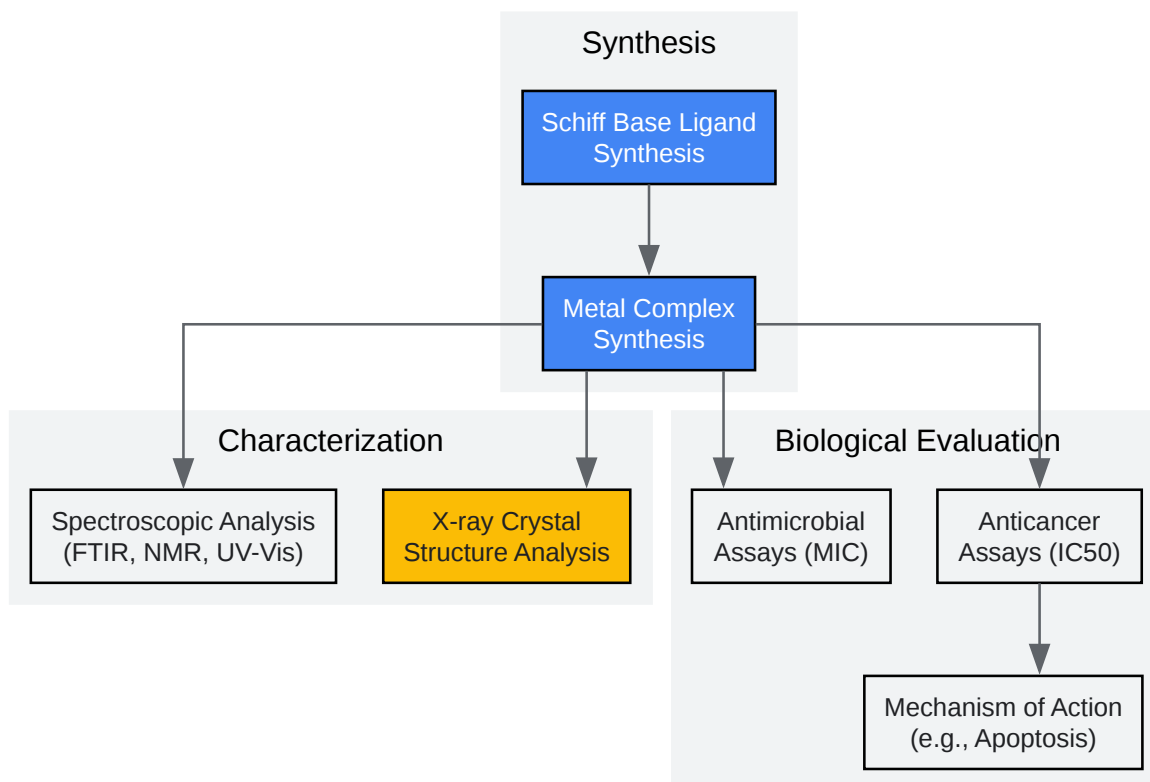 Synthesis
Schiff Base Ligand
Synthesis
Metal Complex
Synthesis
Characterization
Spectroscopic Analysis
(FTIR, NMR, UV-Vis)
X-ray Crystal
Structure Analysis
Biological Evaluation
Antimicrobial
Assays (MIC)
Anticancer
Assays (IC50)
Mechanism of Action
(e.g., Apoptosis)